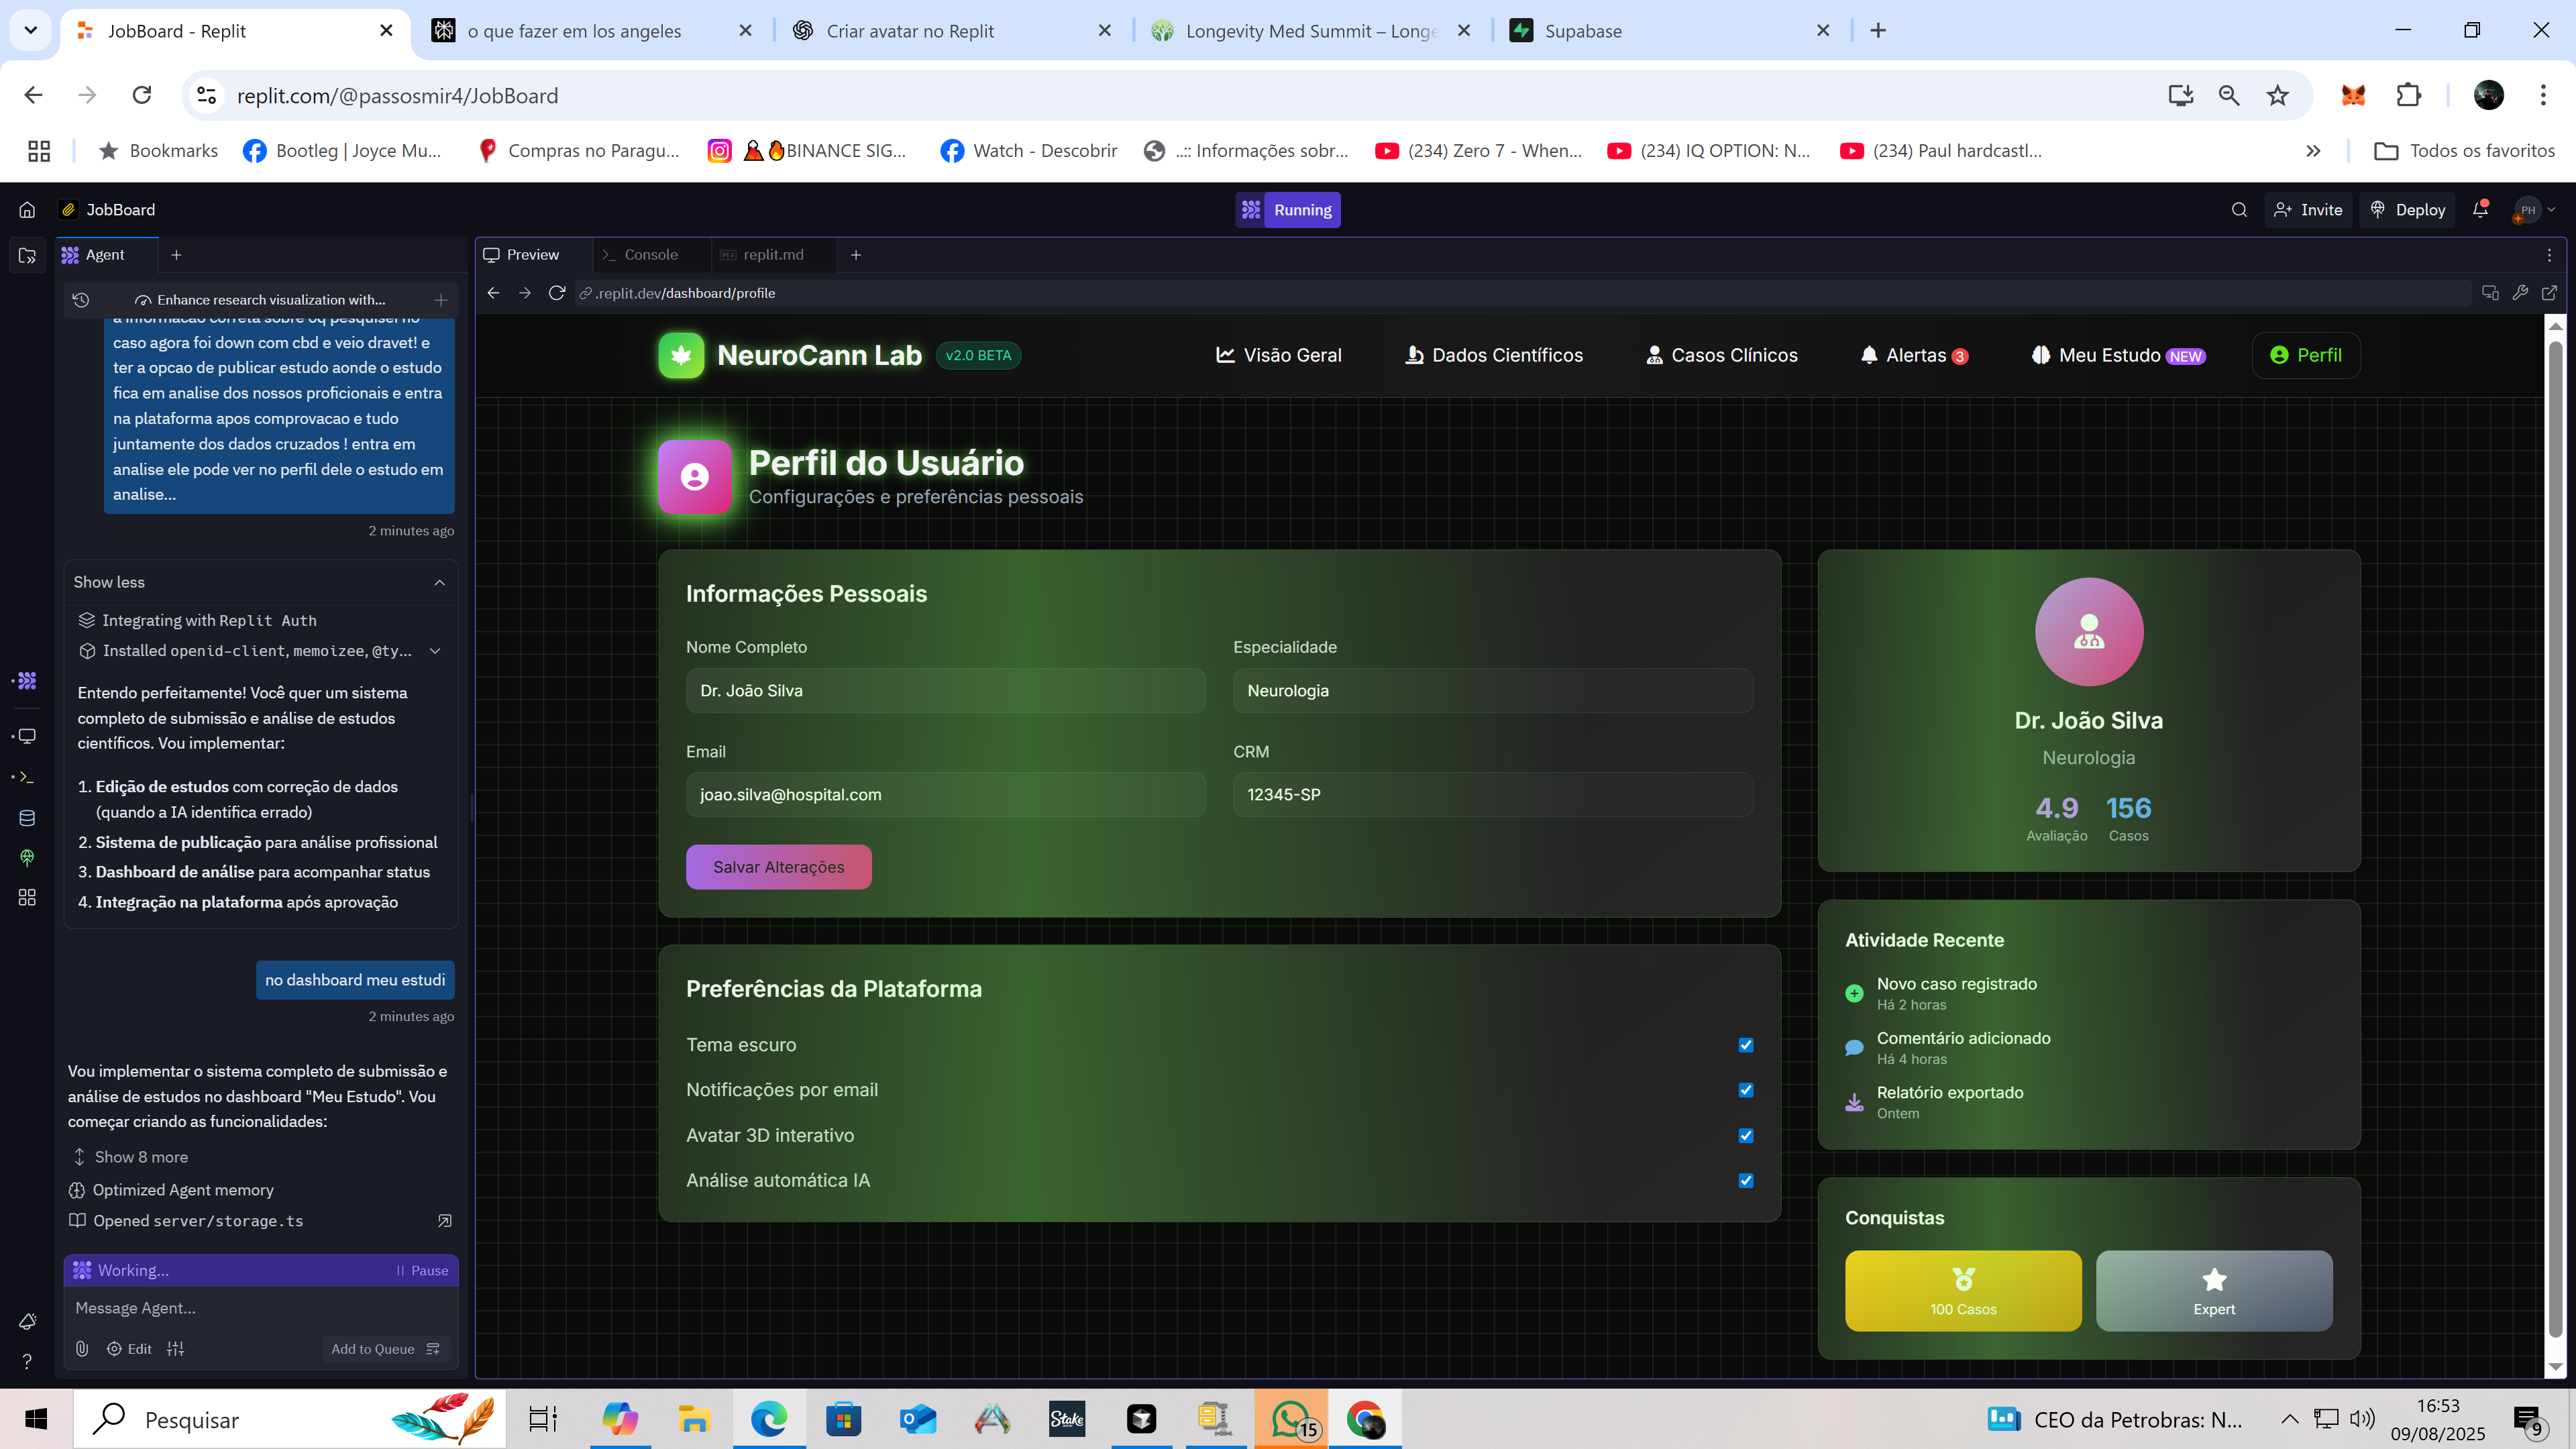 JobBoard - Replit
o que fazer em los angeles
Criar avatar no Replit
Longevity Med Summit – Longe
Supabase
replit.com/@passosmir4/JobBoard
Bookmarks
Bootleg | Joyce Mu...
Compras no Paragu...
BINANCE SIG...
Watch - Descobrir
..:: Informações sobr...
(234) Zero 7 - When...
(234) IQ OPTION: N...
(234) Paul hardcastl...
Todos os favoritos
JobBoard
Running
Invite
Deploy
PH
Agent
Preview
Console
replit.md
Enhance research visualization with...
.replit.dev/dashboard/profile
a informacao correta sobre oq pesquisei no
caso agora foi down com cbd e veio dravet! e
ter a opcao de publicar estudo aonde o estudo
fica em analise dos nossos proficionais e entra
na plataforma apos comprovacao e tudo
juntamente dos dados cruzados ! entra em
analise ele pode ver no perfil dele o estudo em
analise...
2 minutes ago
Show less
Integrating with Replit Auth
Installed openid-client, memoizee, @ty...
Entendo perfeitamente! Você quer um sistema
completo de submissão e análise de estudos
científicos. Vou implementar:
1. Edição de estudos com correção de dados
(quando a IA identifica errado)
2. Sistema de publicação para análise profissional
3. Dashboard de análise para acompanhar status
4. Integração na plataforma após aprovação
no dashboard meu estudi
2 minutes ago
Vou implementar o sistema completo de submissão e
análise de estudos no dashboard "Meu Estudo". Vou
começar criando as funcionalidades:
Show 8 more
Optimized Agent memory
Opened server/storage.ts
Working...
Pause
Message Agent...
Edit
Add to Queue
NeuroCann Lab
v2.0 BETA
Visão Geral
Dados Científicos
Casos Clínicos
Alertas 3
Meu Estudo NEW
Perfil
Perfil do Usuário
Configurações e preferências pessoais
Informações Pessoais
Nome Completo
Especialidade
Dr. João Silva
Neurologia
Email
CRM
joao.silva@hospital.com
12345-SP
Salvar Alterações
Preferências da Plataforma
Tema escuro
Notificações por email
Avatar 3D interativo
Análise automática IA
Dr. João Silva
Neurologia
4.9
156
Avaliação
Casos
Atividade Recente
Novo caso registrado
Há 2 horas
Comentário adicionado
Há 4 horas
Relatório exportado
Ontem
Conquistas
100 Casos
Expert
Pesquisar
Stake
15
CEO da Petrobras: N...
16:53
09/08/2025
9